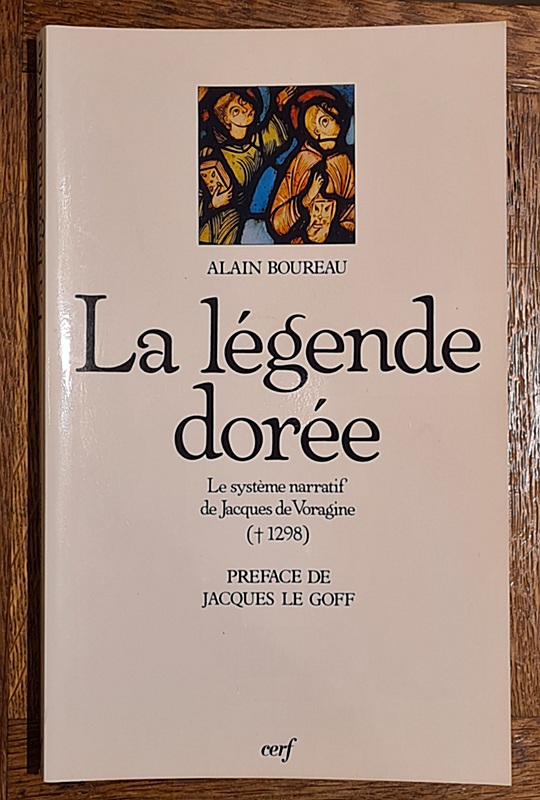 ALAIN BOUREAU
La légende
dorée
Le système narratif
de Jacques de Voragine
(† 1298)
PREFACE DE
JACQUES LE GOFF
cerf